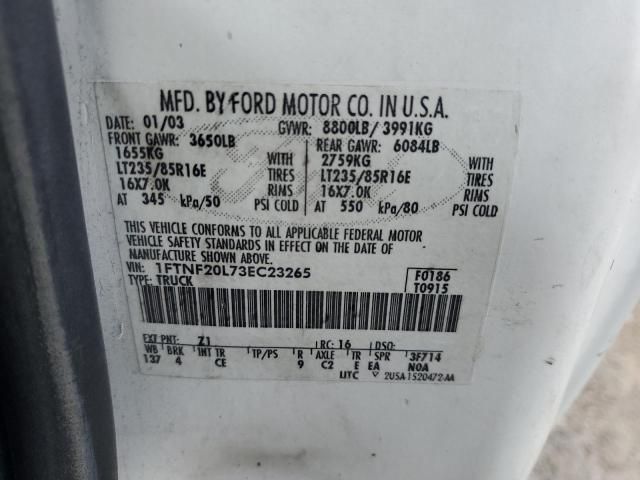 MFD. BY FORD MOTOR CO. IN U.S.A.
DATE: 01/03 GVWR: 8800LB/ 3991KG
FRONT GAWR: 3650LB REAR GAWR: 6084LB
1655KG WITH 2759KG WITH
LT235/85R16E TIRES LT235/85R16E TIRES
16X7.0K RIMS 16X7.0K RIMS
AT 345 kPa/50 PSI COLD AT 550 kPa/80 PSI COLD
THIS VEHICLE CONFORMS TO ALL APPLICABLE FEDERAL MOTOR
VEHICLE SAFETY STANDARDS IN EFFECT ON THE DATE OF
MANUFACTURE SHOWN ABOVE.
VIN: 1FTNF20L73EC23265 F0186
TYPE: TRUCK T0915
EXT PNT: Z1 RC: 16 DSO:
WB BRK INT TR TP/PS R AXLE TR SPR 3F714
137 4 CE 9 C2 E EA NOA
UTC 2U5A-1520472-AA